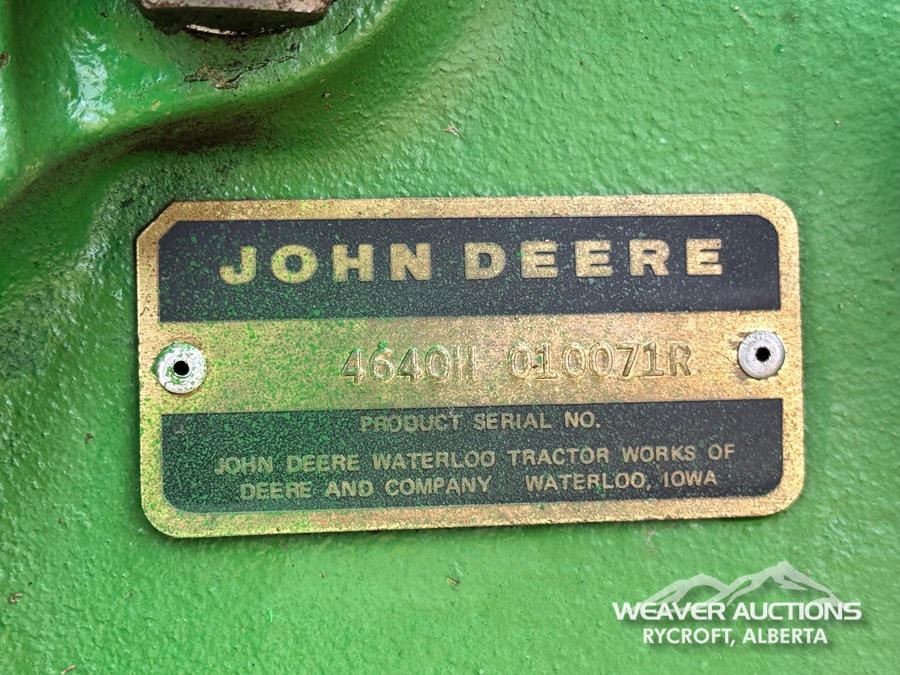 JOHN DEERE
4640H 010071R
PRODUCT SERIAL NO.
JOHN DEERE WATERLOO TRACTOR WORKS OF
DEERE AND COMPANY WATERLOO, IOWA
WEAVER AUCTIONS
RYCROFT, ALBERTA